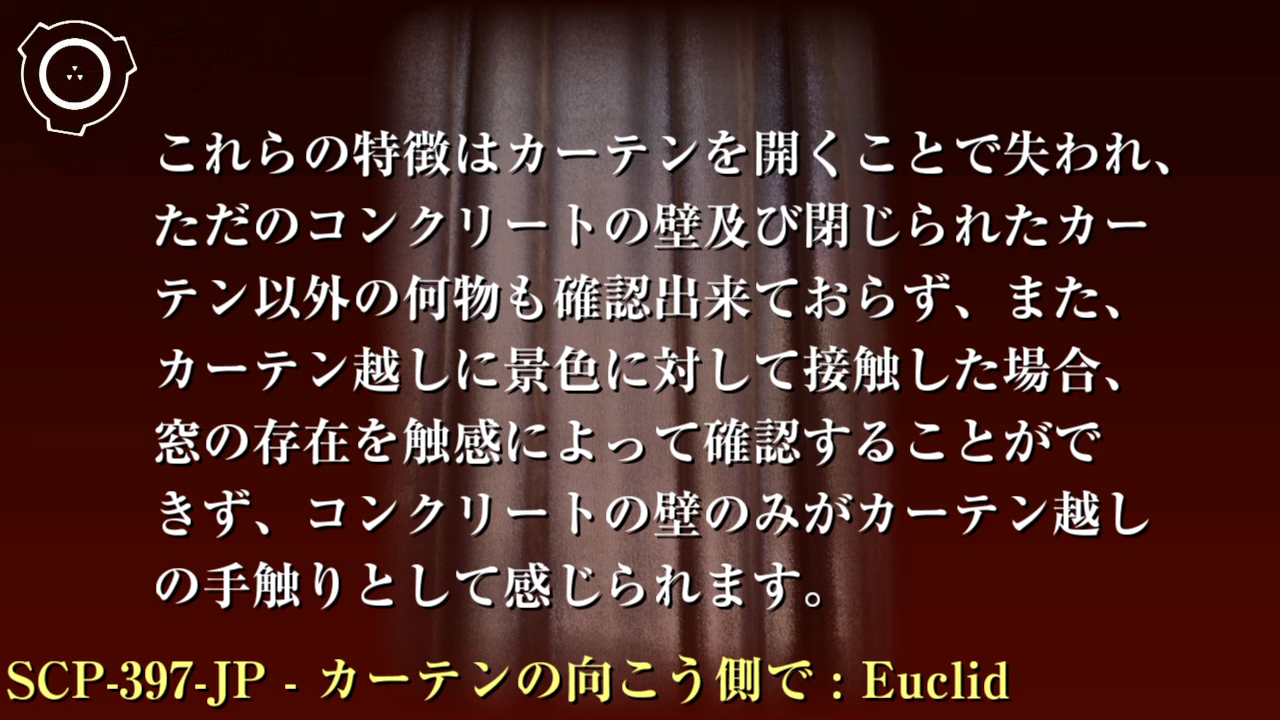 これらの特徴はカーテンを開くことで失われ、
ただのコンクリートの壁及び閉じられたカー
テン以外の何物も確認出来ておらず、また、
カーテン越しに景色に対して接触した場合、
窓の存在を触感によって確認することがで
きず、コンクリートの壁のみがカーテン越し
の手触りとして感じられます。
SCP-397-JP - カーテンの向こう側で : Euclid